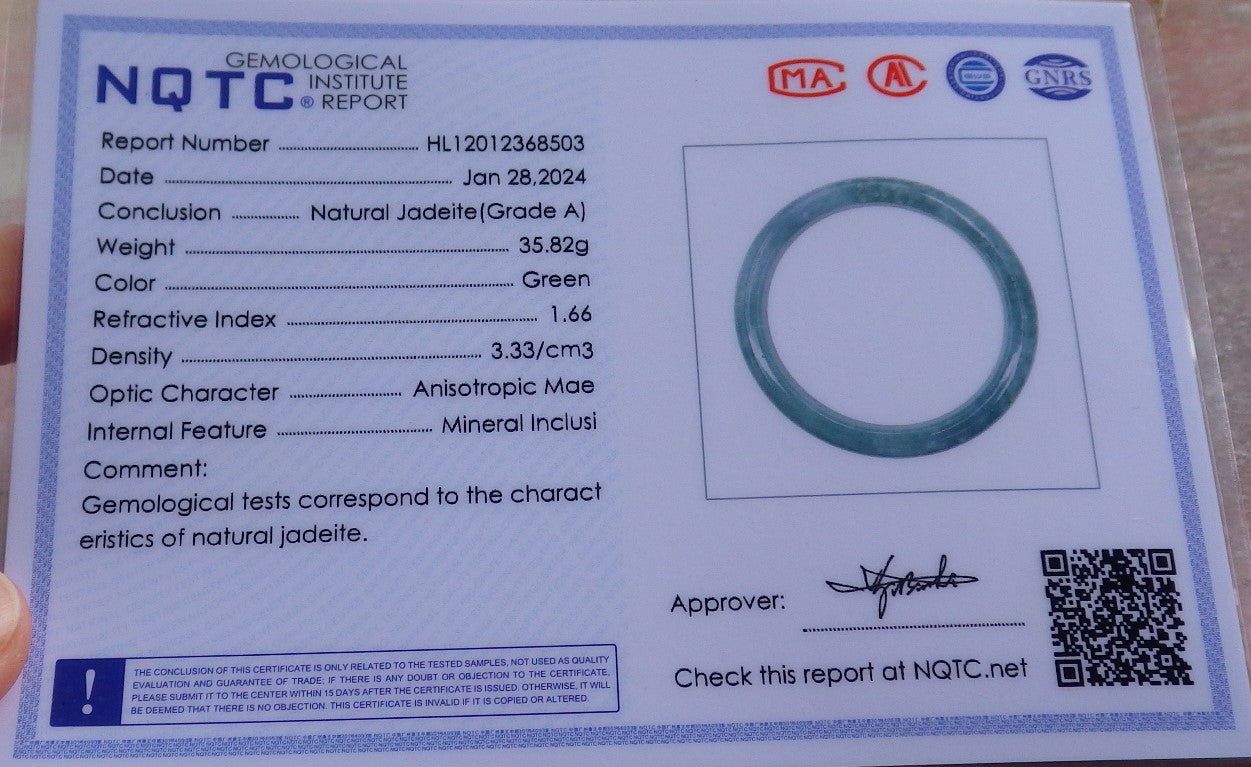 GEMOLOGICAL
NQTC INSTITUTE
® REPORT
MA
AL
GNRS
Report Number ........................ HL12012368503
Date ........................ Jan 28,2024
Conclusion ............ Natural Jadeite(Grade A)
Weight ........................ 35.82g
Color ........................ Green
Refractive Index ........................ 1.66
Density ........................ 3.33/cm3
Optic Character .................. Anisotropic Mae
Internal Feature ........................ Mineral Inclusi
Comment:
Gemological tests correspond to the charact
eristics of natural jadeite.
! THE CONCLUSION OF THIS CERTIFICATE IS ONLY RELATED TO THE TESTED SAMPLES, NOT USED AS QUALITY
EVALUATION AND GUARANTEE OF TRADE; IF THERE IS ANY DOUBT OR OBJECTION TO THE CERTIFICATE,
PLEASE SUBMIT IT TO THE CENTER WITHIN 15 DAYS AFTER THE CERTIFICATE IS ISSUED. OTHERWISE, IT WILL
BE DEEMED THAT THERE IS NO OBJECTION. THIS CERTIFICATE IS INVALID IF IT IS COPIED OR ALTERED.
Approver:
Check this report at NQTC.net